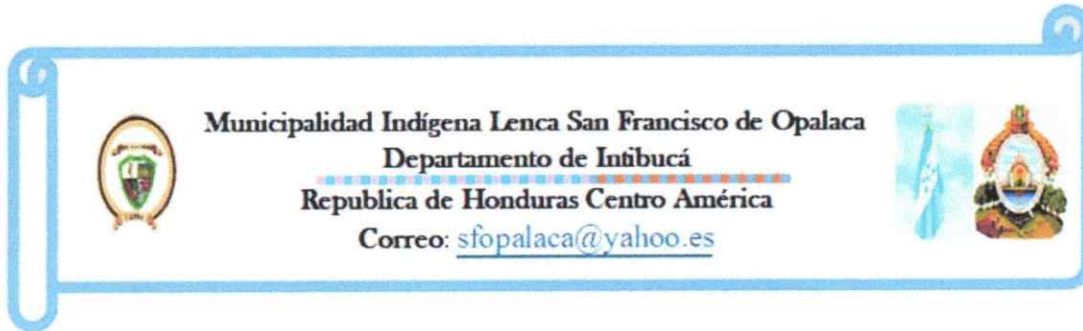 Municipalidad Indígena Lenca San Francisco de Opalaca
Departamento de Intibucá
Republica de Honduras Centro América
Correo: sfopalaca@yahoo.es